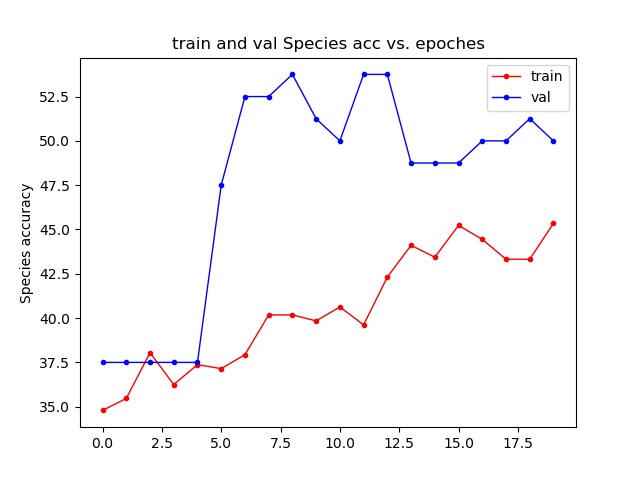 train and val Species acc vs. epoches
train
val
Species accuracy
52.5
50.0
47.5
45.0
42.5
40.0
37.5
35.0
0.0 2.5 5.0 7.5 10.0 12.5 15.0 17.5